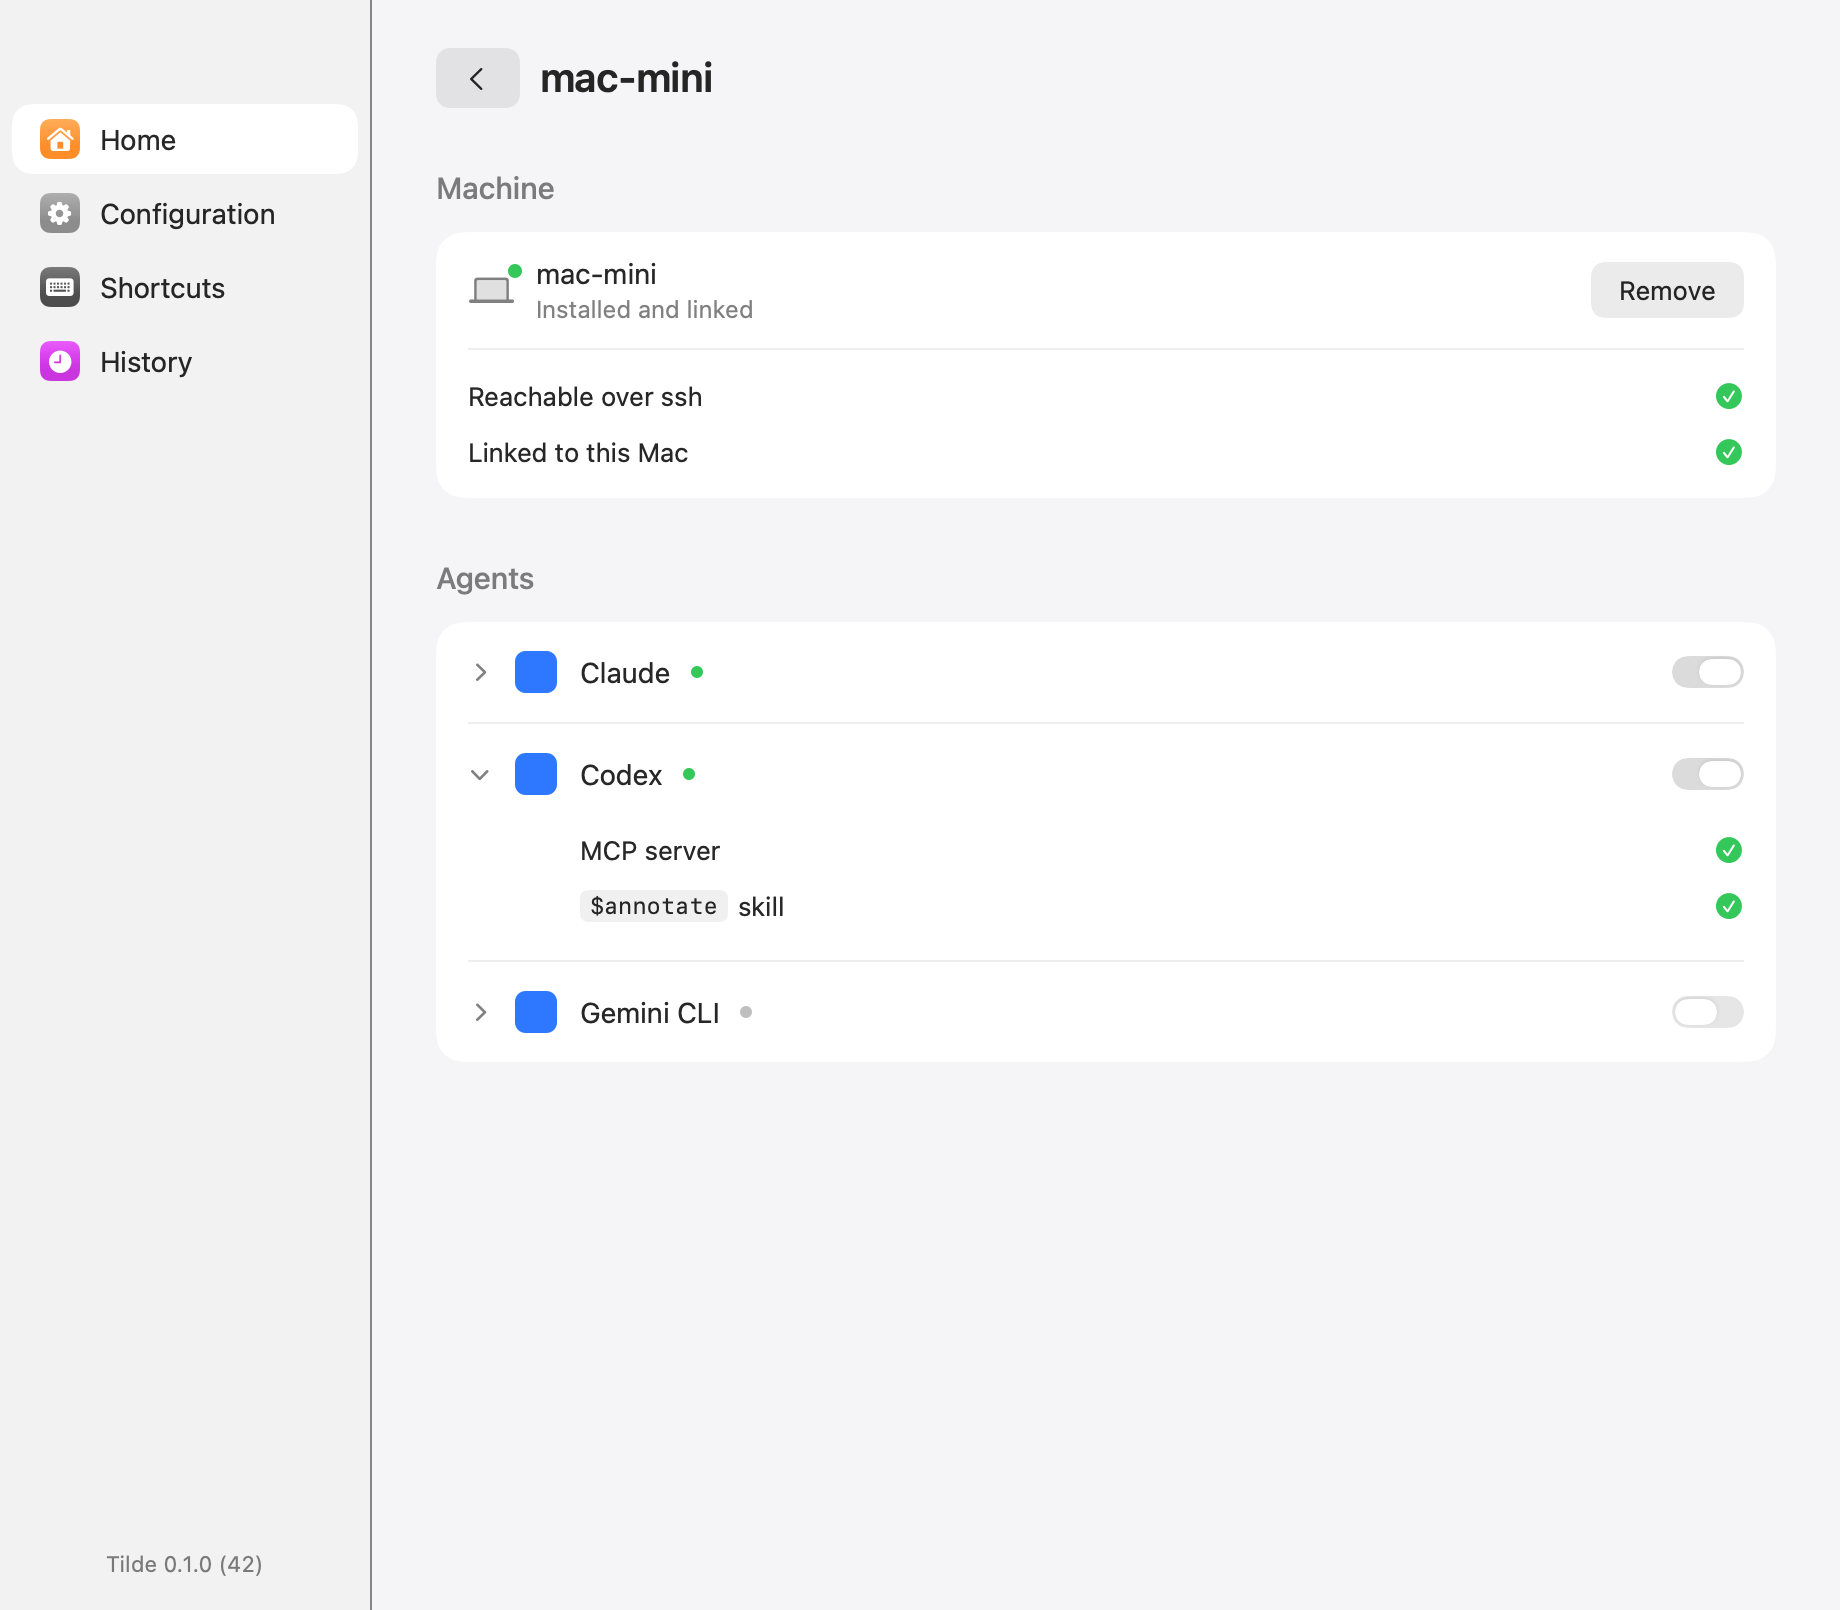 Home
Configuration
Shortcuts
History
Tilde 0.1.0 (42)
mac-mini
Machine
mac-mini
Installed and linked
Remove
Reachable over ssh
Linked to this Mac
Agents
Claude
Codex
MCP server
$annotate skill
Gemini CLI